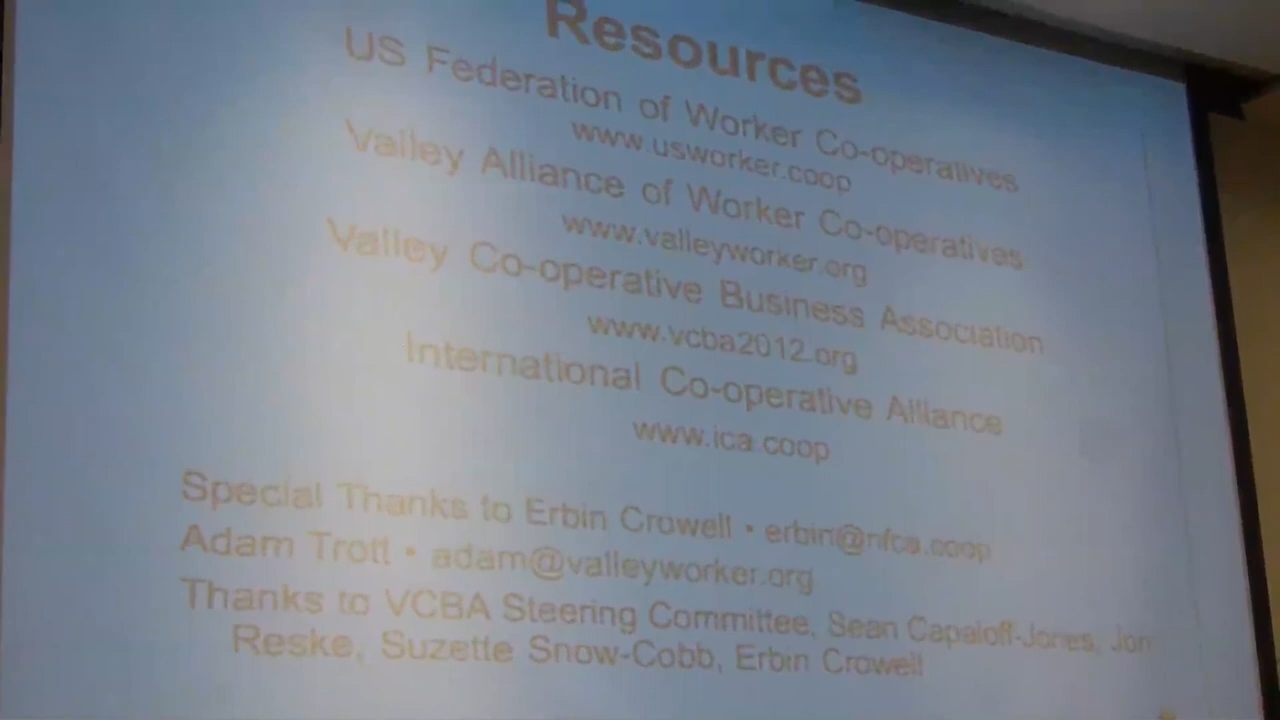 Resources
US Federation of Worker Co-operatives
www.usworker.coop
Valley Alliance of Worker Co-operatives
www.valleyworker.org
Valley Co-operative Business Association
www.vcba2012.org
International Co-operative Alliance
www.ica.coop
Special Thanks to Erbin Crowell • erbin@nfca.coop
Adam Trott • adam@valleyworker.org
Thanks to VCBA Steering Committee, Sean Capaloff-Jones, Jon
Reske, Suzette Snow-Cobb, Erbin Crowell